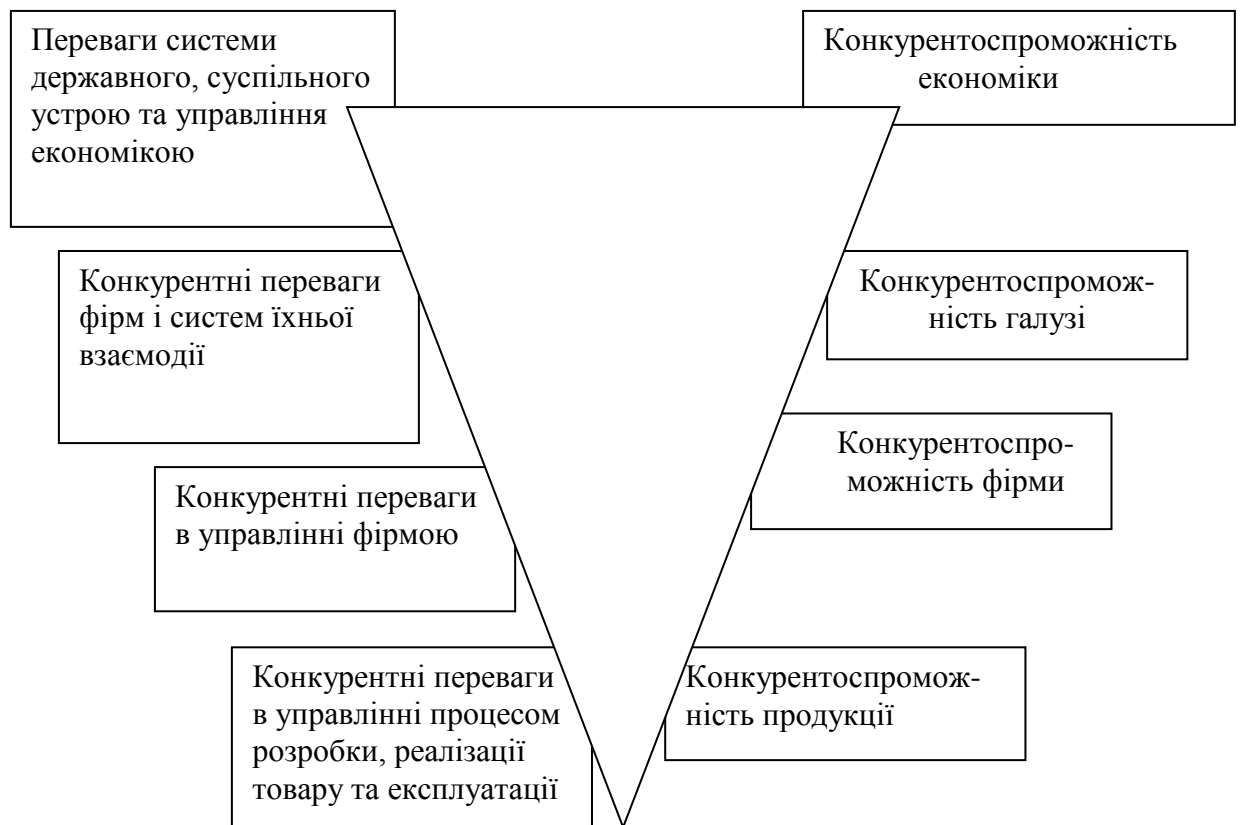 Переваги системи
державного, суспільного
устрою та управління
економікою
Конкурентоспроможність
економіки
Конкурентні переваги
фірм і систем їхньої
взаємодії
Конкурентоспромож-
ність галузі
Конкурентоспро-
можність фірми
Конкурентні переваги
в управлінні фірмою
Конкурентні переваги
в управлінні процесом
розробки, реалізації
товару та експлуатації
Конкурентоспромож-
ність продукції